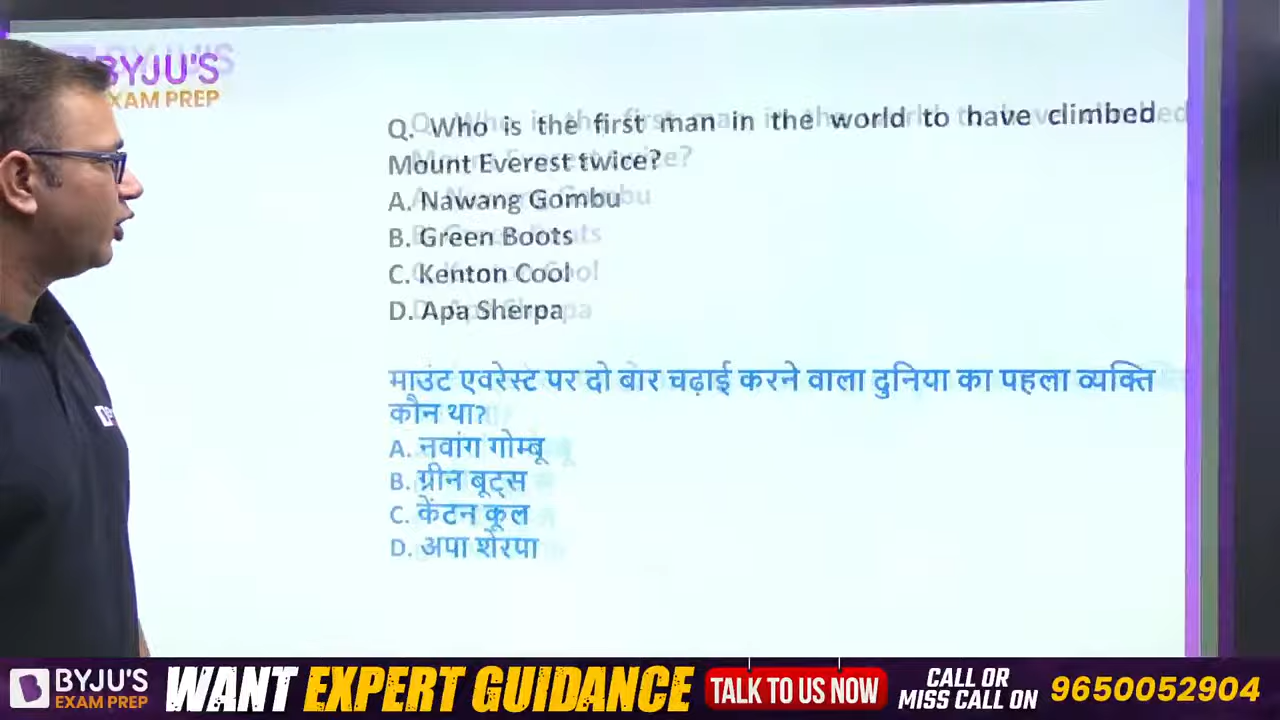 BYJU'S
EXAM PREP
Q. Who is the first man in the world to have climbed
Mount Everest twice?
A. Nawang Gombu
B. Green Boots
C. Kenton Cool
D. Apa Sherpa
माउंट एवरेस्ट पर दो बार चढ़ाई करने वाला दुनिया का पहला व्यक्ति
कौन था?
A. नवांग गोम्बू
B. ग्रीन बूट्स
C. केंटन कूल
D. अपा शेरपा
BYJU'S
EXAM PREP
WANT EXPERT GUIDANCE
TALK TO US NOW
CALL OR
MISS CALL ON
9650052904